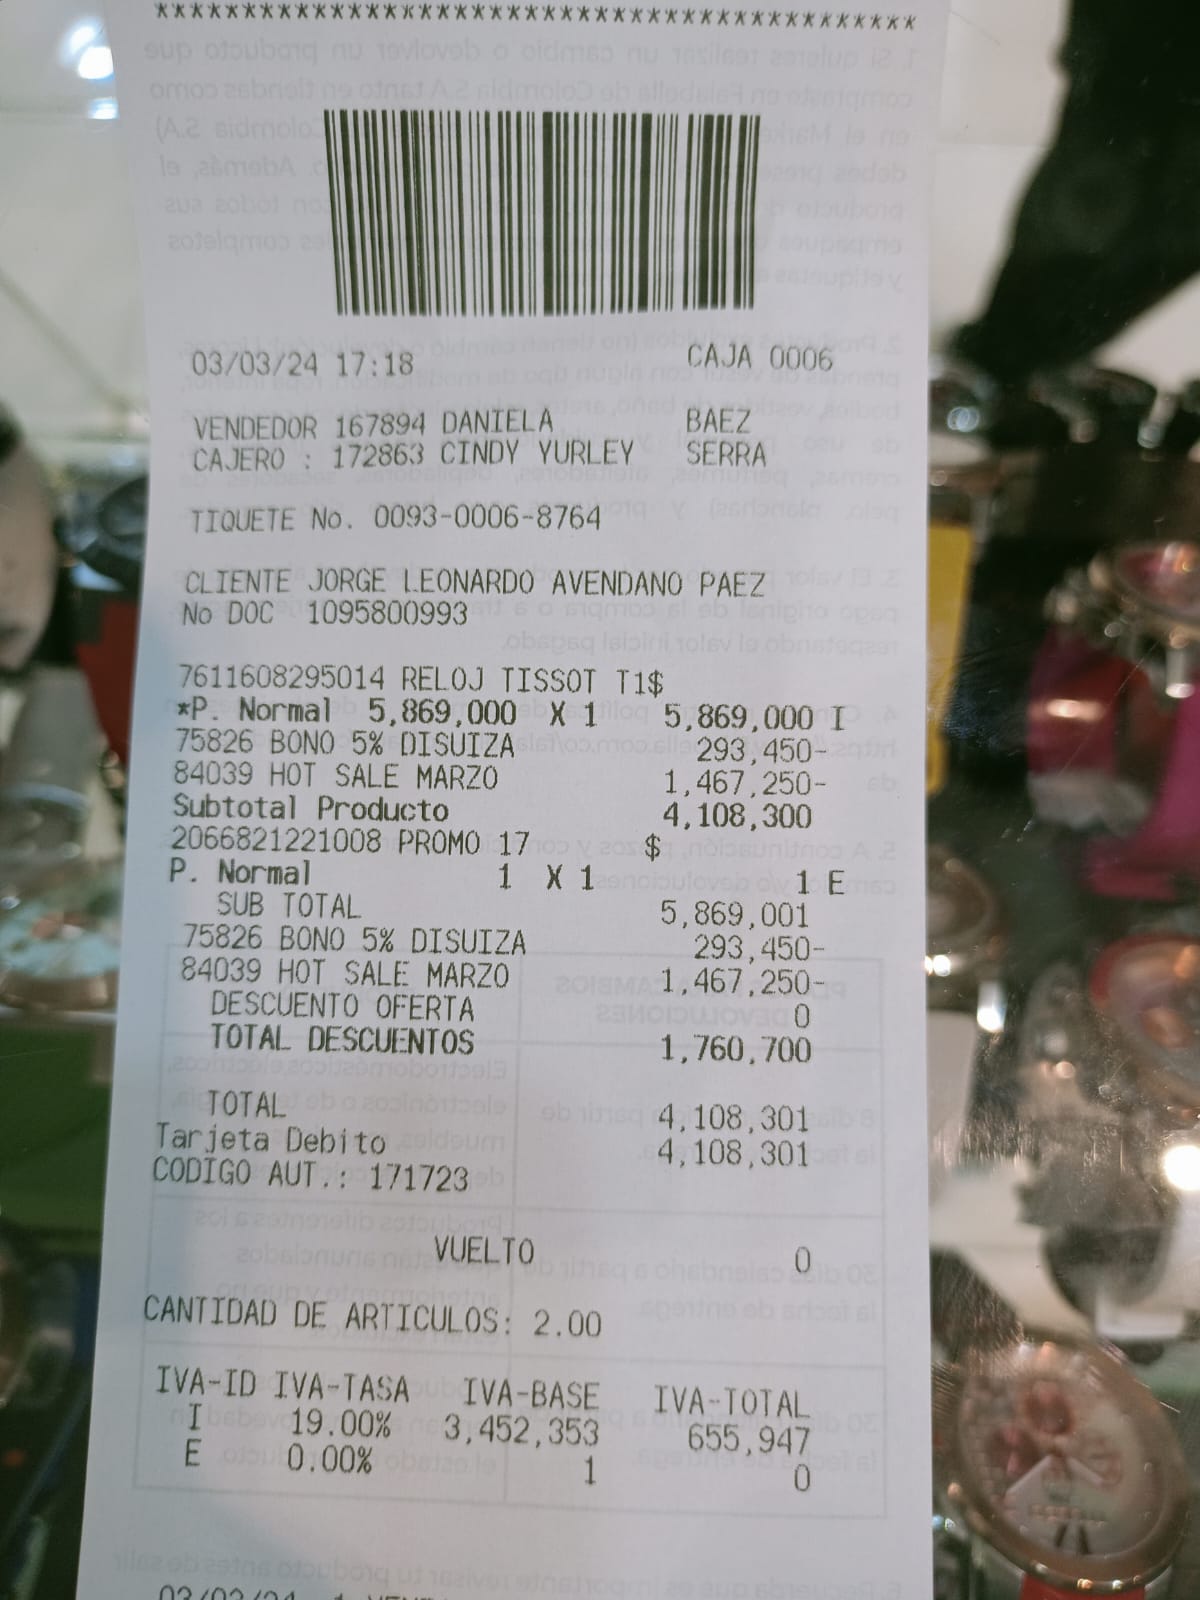 ******************************************
03/03/24 17:18 CAJA 0006
VENDEDOR 167894 DANIELA BAEZ
CAJERO : 172863 CINDY YURLEY SERRA
TIQUETE No. 0093-0006-8764
CLIENTE JORGE LEONARDO AVENDANO PAEZ
No DOC 1095800993
7611608295014 RELOJ TISSOT T1$
*P. Normal 5,869,000 X 1 5,869,000 I
75826 BONO 5% DISUIZA 293,450-
84039 HOT SALE MARZO 1,467,250-
Subtotal Producto 4,108,300
2066821221008 PROMO 17 $
P. Normal 1 X 1 1 E
SUB TOTAL 5,869,001
75826 BONO 5% DISUIZA 293,450-
84039 HOT SALE MARZO 1,467,250-
DESCUENTO OFERTA 0
TOTAL DESCUENTOS 1,760,700
TOTAL 4,108,301
Tarjeta Debito 4,108,301
CODIGO AUT.: 171723
VUELTO 0
CANTIDAD DE ARTICULOS: 2.00
IVA-ID IVA-TASA IVA-BASE IVA-TOTAL
I 19.00% 3,452,353 655,947
E 0.00% 1 0